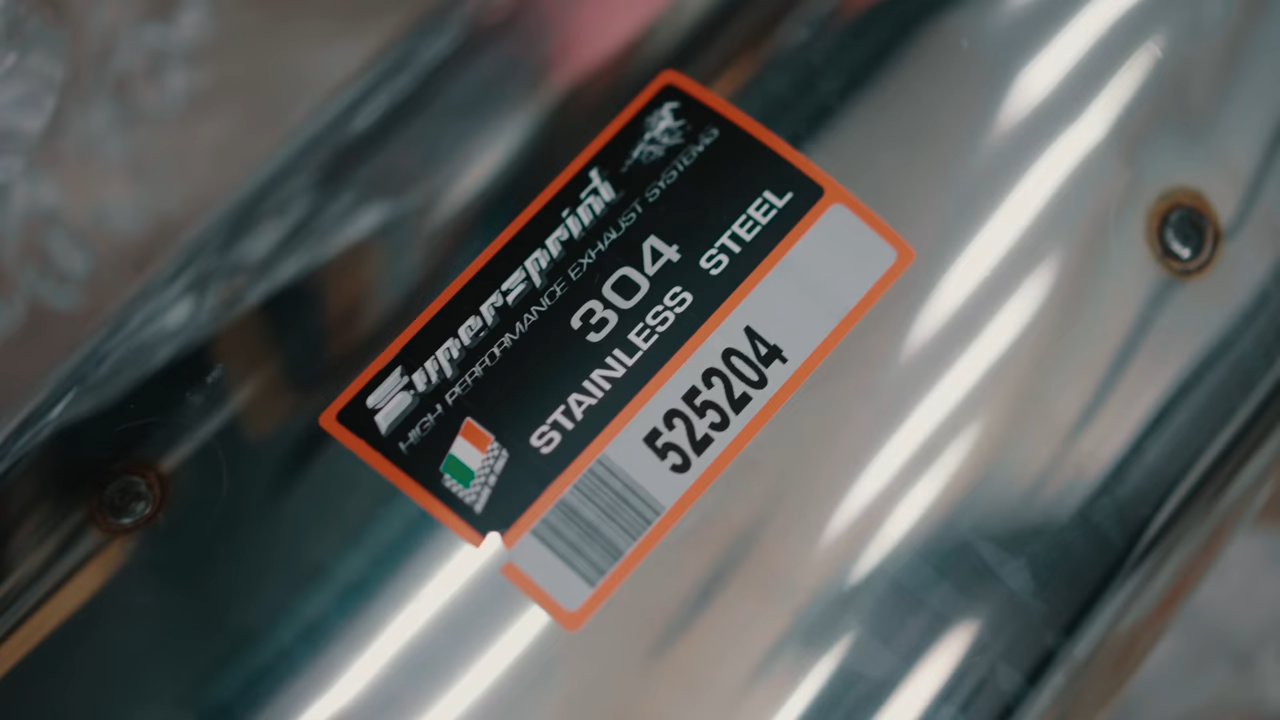 Supersprint
HIGH PERFORMANCE EXHAUST SYSTEMS
304
STAINLESS STEEL
525204